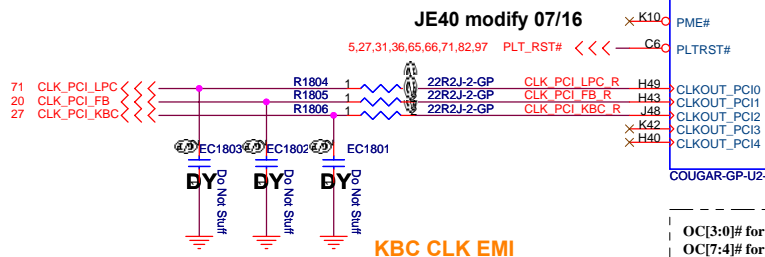 JE40 modify 07/16
K10 PME#
5,27,31,36,65,66,71,82,97 PLT_RST# C6 PLTRST#
71 CLK_PCI_LPC R1804 1 22R2J-2-GP CLK_PCI_LPC_R H49 CLKOUT_PCI0
20 CLK_PCI_FB R1805 1 22R2J-2-GP CLK_PCI_FB_R H43 CLKOUT_PCI1
27 CLK_PCI_KBC R1806 1 22R2J-2-GP CLK_PCI_KBC_R J48 CLKOUT_PCI2
K42 CLKOUT_PCI3
H40 CLKOUT_PCI4
EC1803 EC1802 EC1801
DY DY DY
Do Not Stuff Do Not Stuff Do Not Stuff
COUGAR-GP-U2-
KBC CLK EMI
OC[3:0]# for
OC[7:4]# for